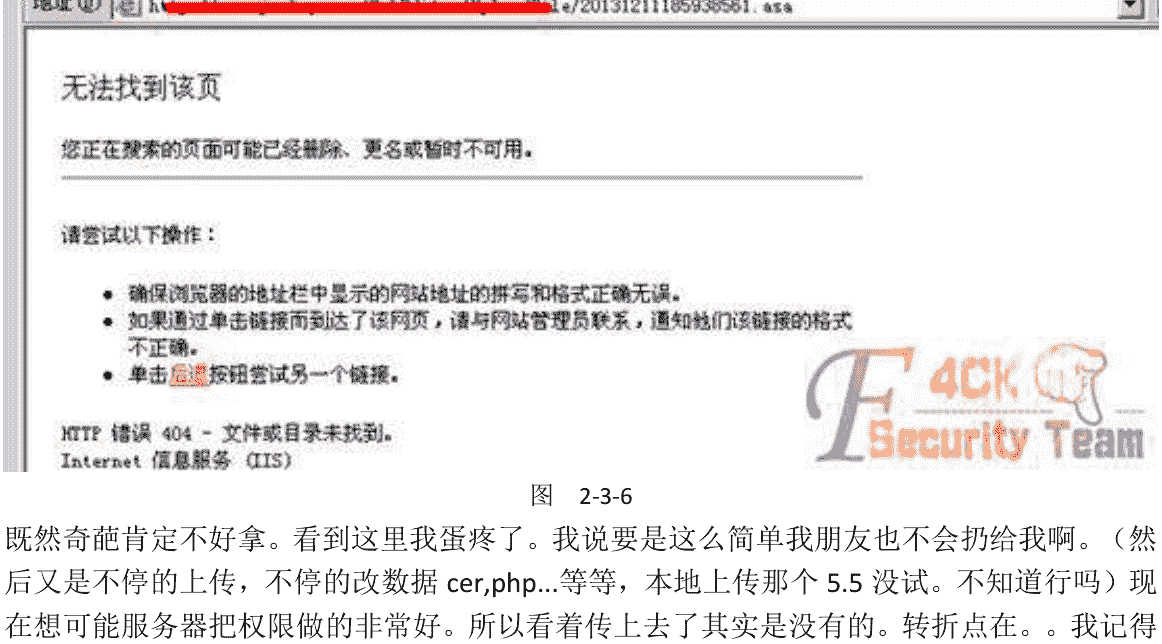 地址(D)
le/20131211185938561.asa
无法找到该页
您正在搜索的页面可能已经删除、更名或暂时不可用。
请尝试以下操作：
● 确保浏览器的地址栏中显示的网站地址的拼写和格式正确无误。
● 如果通过单击链接而到达了该网页，请与网站管理员联系，通知他们该链接的格式
不正确。
● 单击后退按钮尝试另一个链接。
HTTP 错误 404 - 文件或目录未找到。
Internet 信息服务 (IIS)
F4CK
Security Team
图 2-3-6
既然奇葩肯定不好拿。看到这里我蛋疼了。我说要是这么简单我朋友也不会扔给我啊。（然
后又是不停的上传，不停的改数据 cer,php...等等，本地上传那个 5.5 没试。不知道行吗）现
在想可能服务器把权限做的非常好。所以看着传上去了其实是没有的。转折点在。。我记得